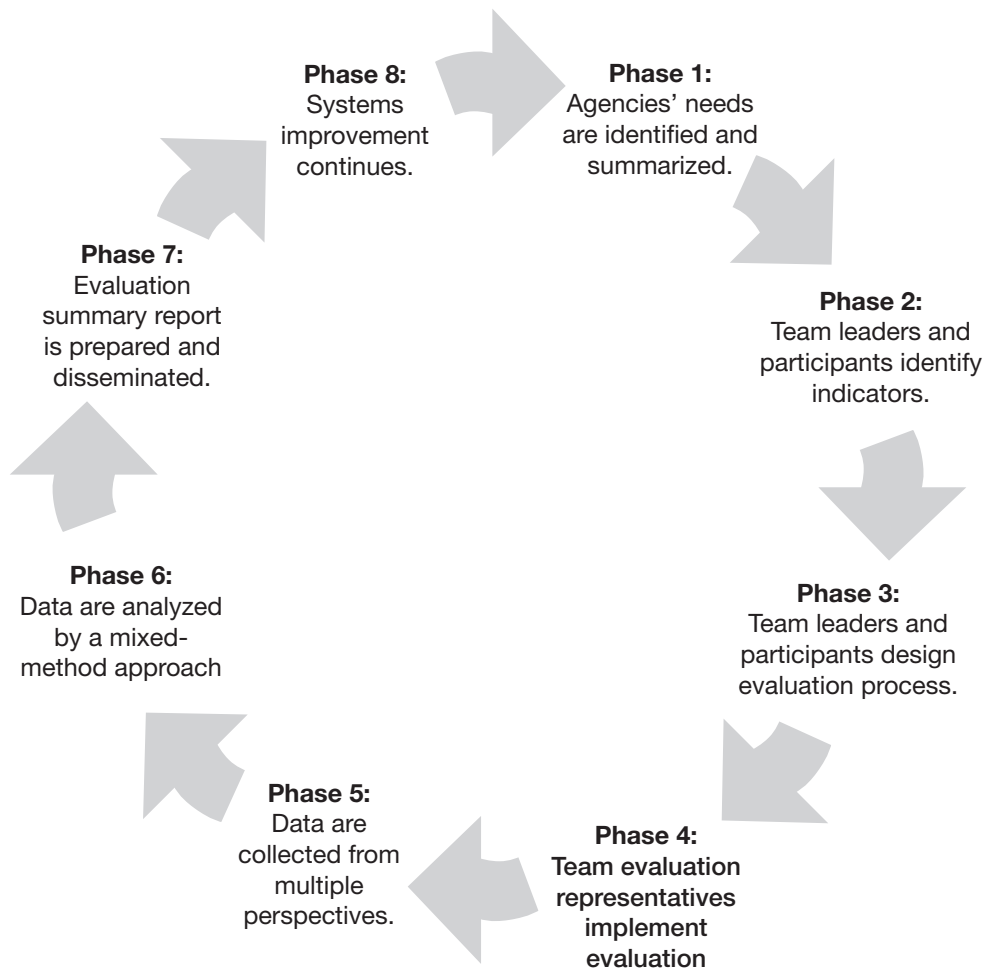 Phase 1:
Agencies’ needs
are identified and
summarized.
Phase 2:
Team leaders and
participants identify
indicators.
Phase 3:
Team leaders and
participants design
evaluation process.
Phase 4:
Team evaluation
representatives
implement
evaluation
Phase 5:
Data are
collected from
multiple
perspectives.
Phase 6:
Data are analyzed
by a mixed-
method approach
Phase 7:
Evaluation
summary report
is prepared and
disseminated.
Phase 8:
Systems
improvement
continues.